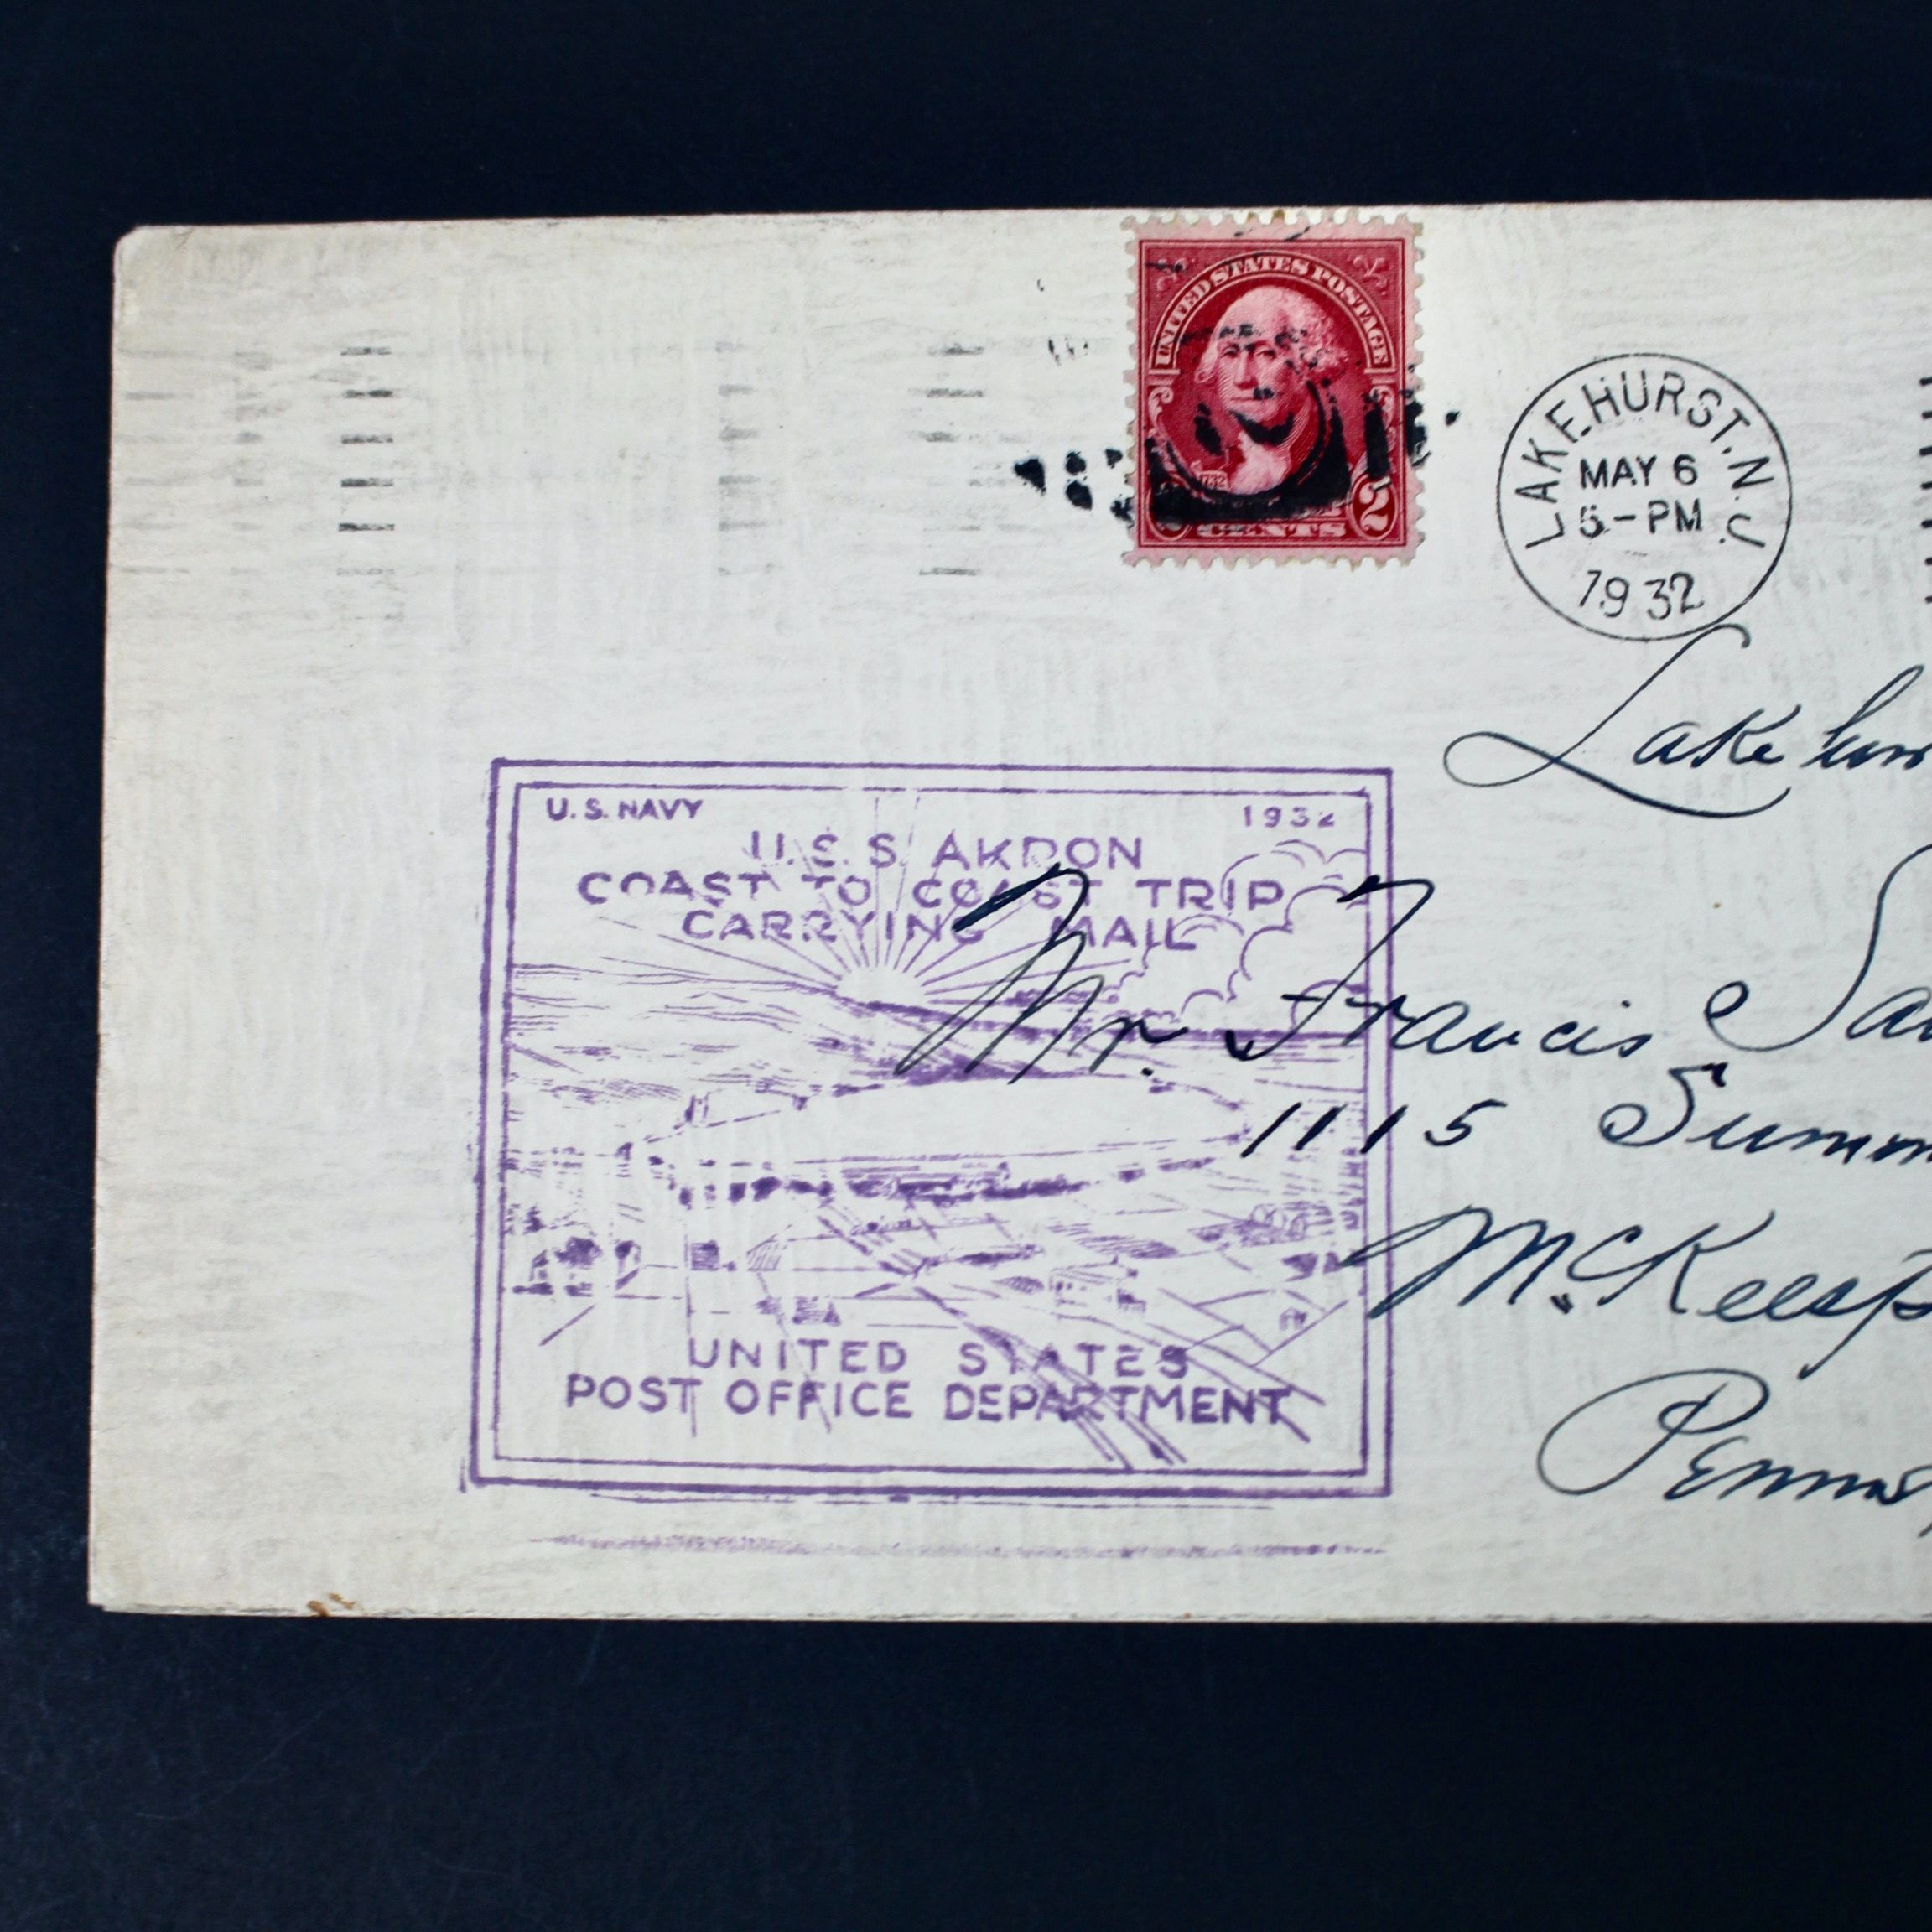 UNITED STATES POSTAGE
1732
2
CENTS
LAKEHURST, N.J.
MAY 6
5-PM
1932
U.S. NAVY 1932
U.S.S. AKRON
COAST TO COAST TRIP
CARRYING MAIL
UNITED STATES
POST OFFICE DEPARTMENT
Mr. Francis
1115